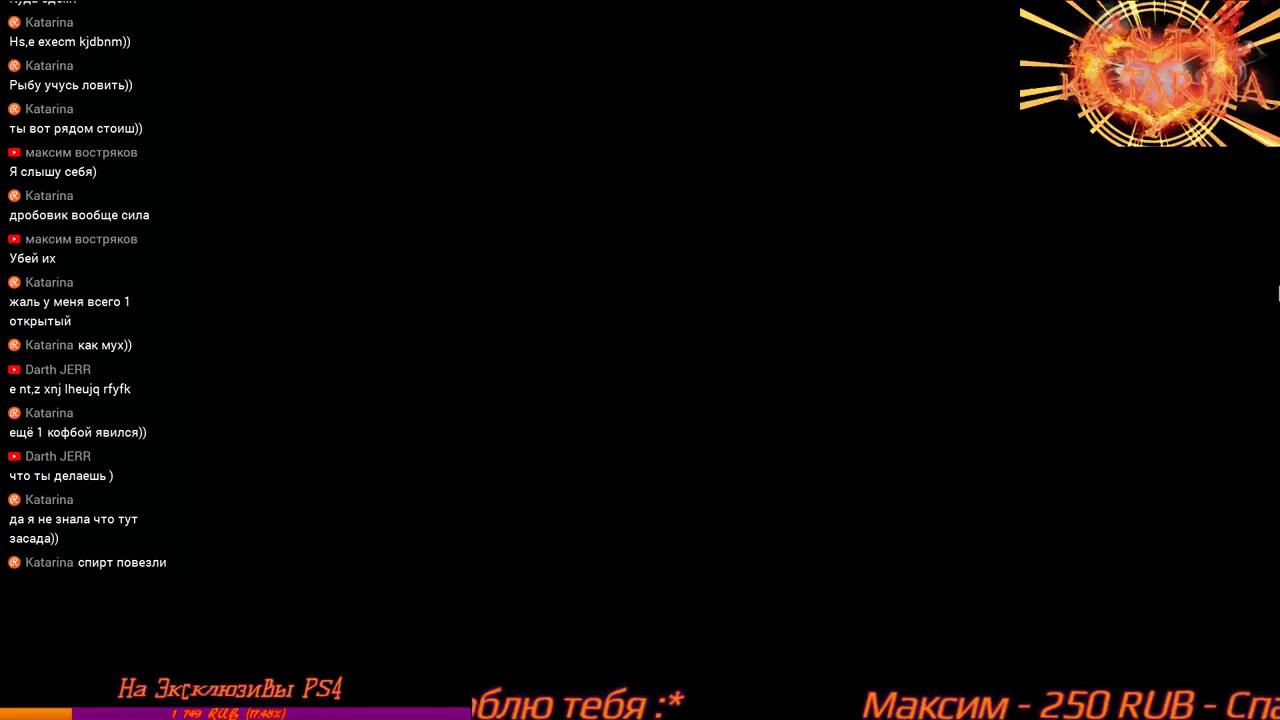 Katarina
Hs,e execm kjdbnm))
Katarina
Рыбу учусь ловить))
Katarina
ты вот рядом стоиш))
максим востряков
Я слышу себя)
Katarina
дробовик вообще сила
максим востряков
Убей их
Katarina
жаль у меня всего 1
открытый
Katarina как мух))
Darth JERR
e nt,z xnj lheujq rfyfk
Katarina
ещё 1 кофбой явился))
Darth JERR
что ты делаешь )
Katarina
да я не знала что тут
засада))
Katarina спирт повезли
KATARINA
На Эксклюзивы PS4
1 749 RUB (17.48%)
блю тебя :* Максим - 250 RUB - Спа